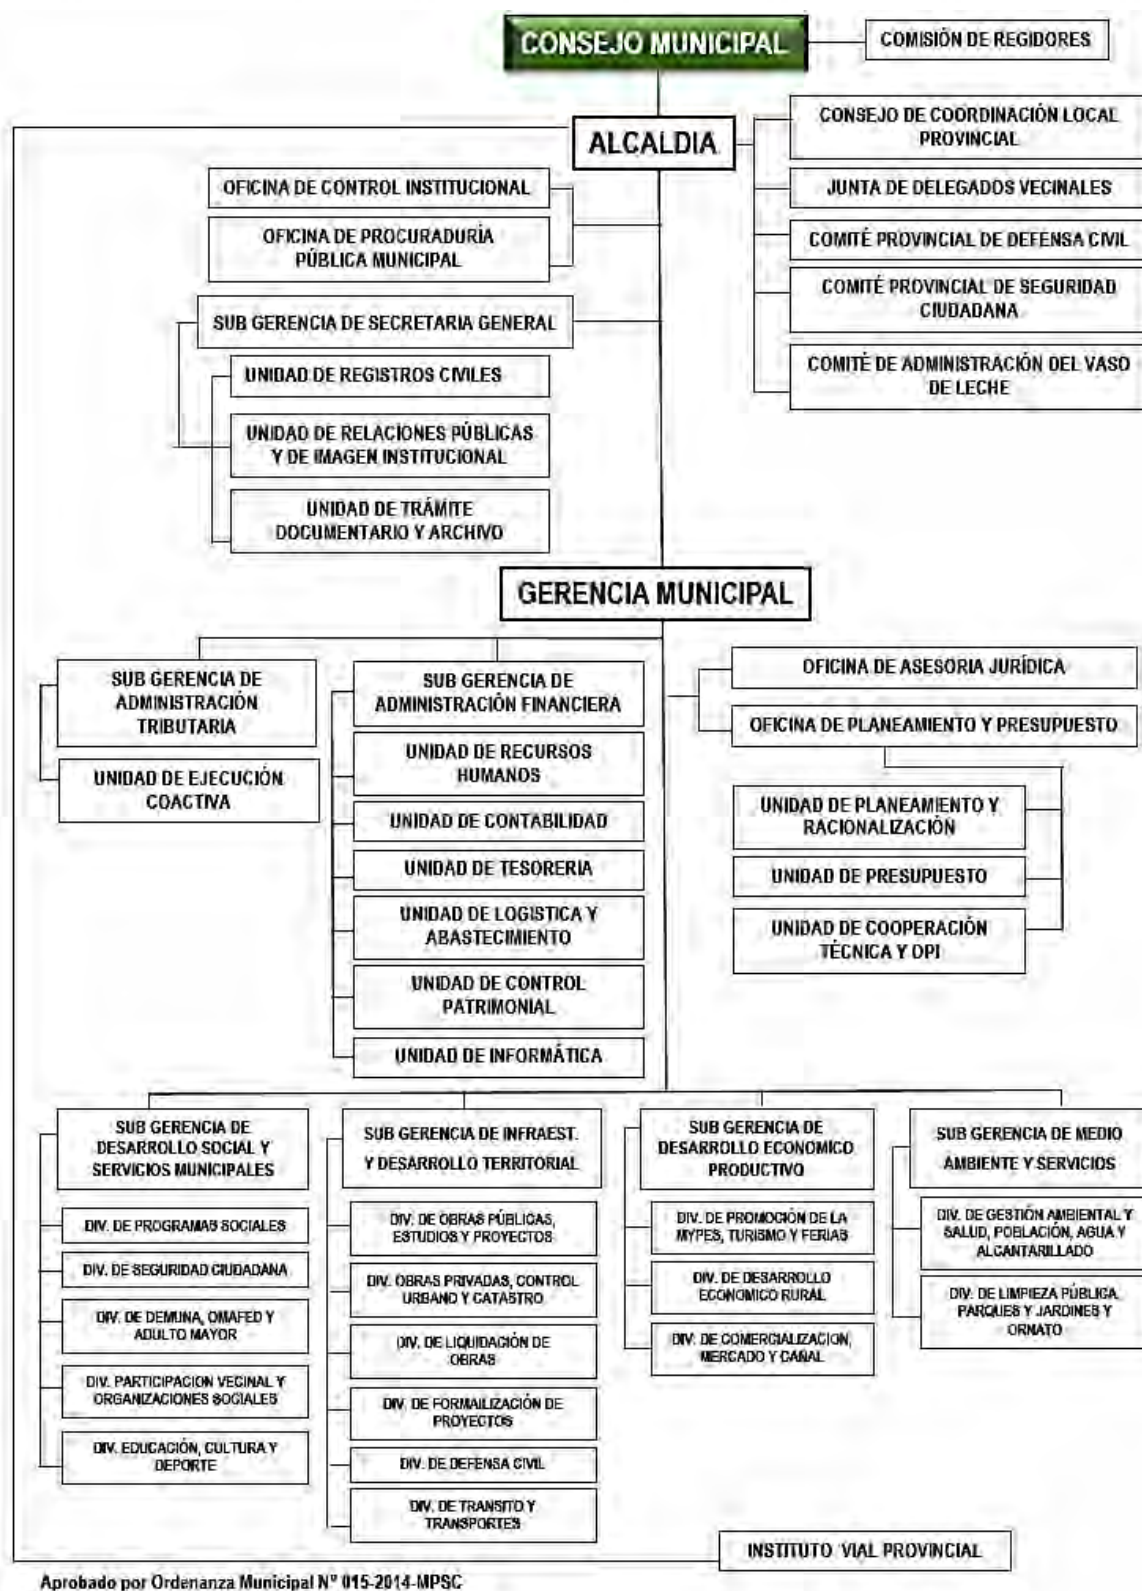 CONSEJO MUNICIPAL
COMISIÓN DE REGIDORES
ALCALDIA
CONSEJO DE COORDINACIÓN LOCAL
PROVINCIAL
JUNTA DE DELEGADOS VECINALES
COMITÉ PROVINCIAL DE DEFENSA CIVIL
COMITÉ PROVINCIAL DE SEGURIDAD
CIUDADANA
COMITÉ DE ADMINISTRACIÓN DEL VASO
DE LECHE
OFICINA DE CONTROL INSTITUCIONAL
OFICINA DE PROCURADURÍA
PÚBLICA MUNICIPAL
SUB GERENCIA DE SECRETARIA GENERAL
UNIDAD DE REGISTROS CIVILES
UNIDAD DE RELACIONES PÚBLICAS
Y DE IMAGEN INSTITUCIONAL
UNIDAD DE TRÁMITE
DOCUMENTARIO Y ARCHIVO
GERENCIA MUNICIPAL
SUB GERENCIA DE
ADMINISTRACIÓN
TRIBUTARIA
UNIDAD DE EJECUCIÓN
COACTIVA
SUB GERENCIA DE
ADMINISTRACIÓN FINANCIERA
UNIDAD DE RECURSOS
HUMANOS
UNIDAD DE CONTABILIDAD
UNIDAD DE TESORERÍA
UNIDAD DE LOGÍSTICA Y
ABASTECIMIENTO
UNIDAD DE CONTROL
PATRIMONIAL
UNIDAD DE INFORMÁTICA
OFICINA DE ASESORIA JURÍDICA
OFICINA DE PLANEAMIENTO Y PRESUPUESTO
UNIDAD DE PLANEAMIENTO Y
RACIONALIZACIÓN
UNIDAD DE PRESUPUESTO
UNIDAD DE COOPERACIÓN
TÉCNICA Y OPI
SUB GERENCIA DE
DESARROLLO SOCIAL Y
SERVICIOS MUNICIPALES
DIV. DE PROGRAMAS SOCIALES
DIV. DE SEGURIDAD CIUDADANA
DIV. DE DEMUNA, OMAFED Y
ADULTO MAYOR
DIV. PARTICIPACION VECINAL Y
ORGANIZACIONES SOCIALES
DIV. EDUCACIÓN, CULTURA Y
DEPORTE
SUB GERENCIA DE INFRAEST.
Y DESARROLLO TERRITORIAL
DIV. DE OBRAS PÚBLICAS,
ESTUDIOS Y PROYECTOS
DIV. OBRAS PRIVADAS, CONTROL
URBANO Y CATASTRO
DIV. DE LIQUIDACIÓN DE
OBRAS
DIV. DE FORMAILIZACIÓN DE
PROYECTOS
DIV. DE DEFENSA CIVIL
DIV. DE TRANSITO Y
TRANSPORTES
SUB GERENCIA DE
DESARROLLO ECONOMICO
PRODUCTIVO
DIV. DE PROMOCIÓN DE LA
MYPES, TURISMO Y FERIAS
DIV. DE DESARROLLO
ECONOMICO RURAL
DIV. DE COMERCIALIZACION,
MERCADO Y CAÑAL
SUB GERENCIA DE MEDIO
AMBIENTE Y SERVICIOS
DIV. DE GESTIÓN AMBIENTAL Y
SALUD, POBLACIÓN, AGUA Y
ALCANTARILLADO
DIV. DE LIMPIEZA PÚBLICA,
PARQUES Y JARDINES Y
ORNATO
INSTITUTO VIAL PROVINCIAL
Aprobado por Ordenanza Municipal N° 015-2014-MPSC